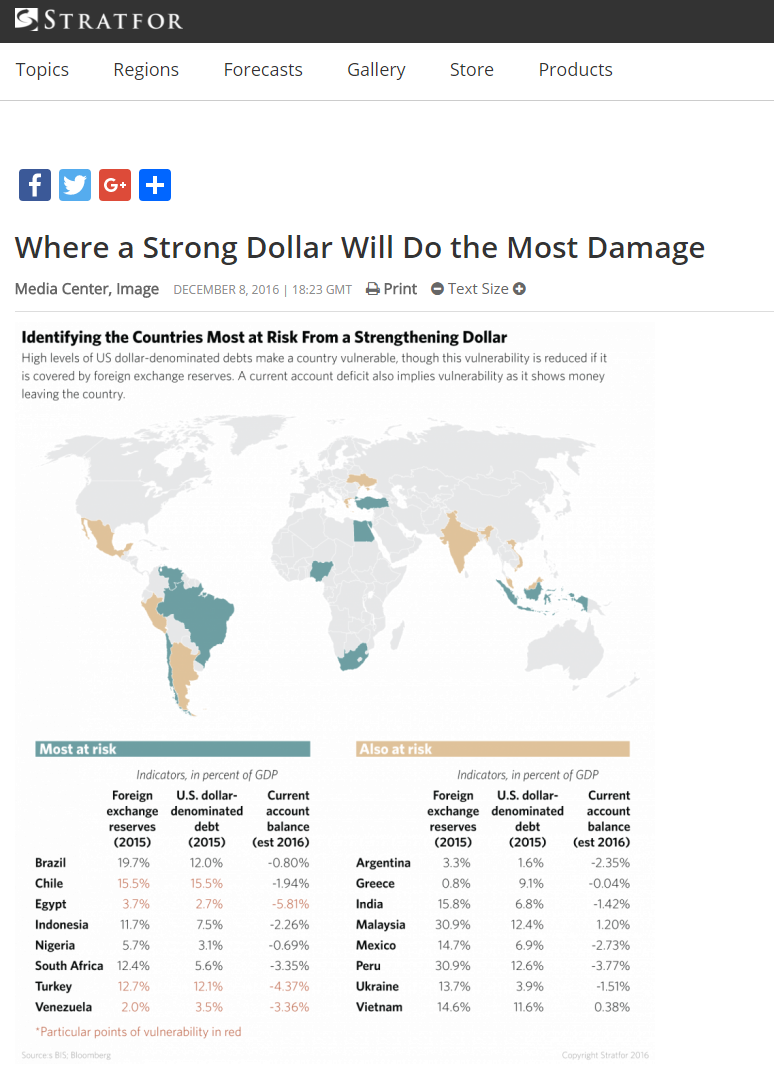 STRATFOR
Topics Regions Forecasts Gallery Store Products
f G+ +
Where a Strong Dollar Will Do the Most Damage
Media Center, Image DECEMBER 8, 2016 | 18:23 GMT Print Text Size
Identifying the Countries Most at Risk From a Strengthening Dollar
High levels of US dollar-denominated debts make a country vulnerable, though this vulnerability is reduced if it
is covered by foreign exchange reserves. A current account deficit also implies vulnerability as it shows money
leaving the country.
Most at risk
Indicators, in percent of GDP
Foreign U.S. dollar- Current
exchange denominated account
reserves debt balance
(2015) (2015) (est 2016)
Brazil 19.7% 12.0% -0.80%
Chile 15.5% 15.5% -1.94%
Egypt 3.7% 2.7% -5.81%
Indonesia 11.7% 7.5% -2.26%
Nigeria 5.7% 3.1% -0.69%
South Africa 12.4% 5.6% -3.35%
Turkey 12.7% 12.1% -4.37%
Venezuela 2.0% 3.5% -3.36%
*Particular points of vulnerability in red
Also at risk
Indicators, in percent of GDP
Foreign U.S. dollar- Current
exchange denominated account
reserves debt balance
(2015) (2015) (est 2016)
Argentina 3.3% 1.6% -2.35%
Greece 0.8% 9.1% -0.04%
India 15.8% 6.8% -1.42%
Malaysia 30.9% 12.4% 1.20%
Mexico 14.7% 6.9% -2.73%
Peru 30.9% 12.6% -3.77%
Ukraine 13.7% 3.9% -1.51%
Vietnam 14.6% 11.6% 0.38%
Source:s BIS; Bloomberg Copyright Stratfor 2016